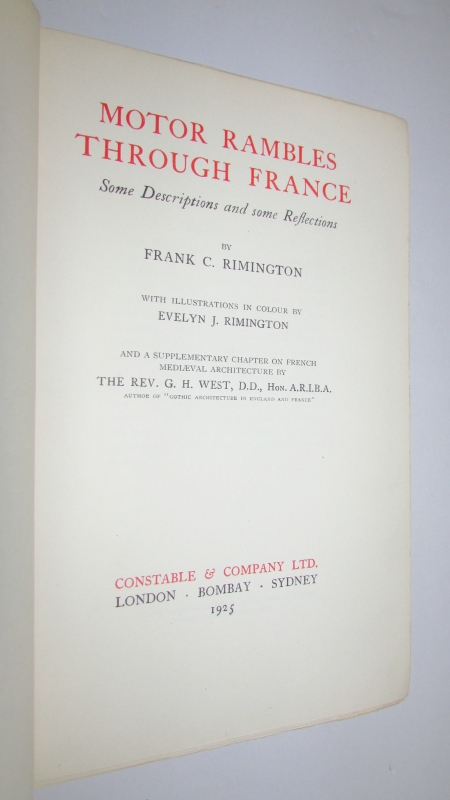 MOTOR RAMBLES
THROUGH FRANCE
Some Descriptions and some Reflections
BY
FRANK C. RIMINGTON
WITH ILLUSTRATIONS IN COLOUR BY
EVELYN J. RIMINGTON
AND A SUPPLEMENTARY CHAPTER ON FRENCH
MEDIÆVAL ARCHITECTURE BY
THE REV. G. H. WEST, D.D., HON. A.R.I.B.A.
AUTHOR OF "GOTHIC ARCHITECTURE IN ENGLAND AND FRANCE"
CONSTABLE & COMPANY LTD.
LONDON · BOMBAY · SYDNEY
1925